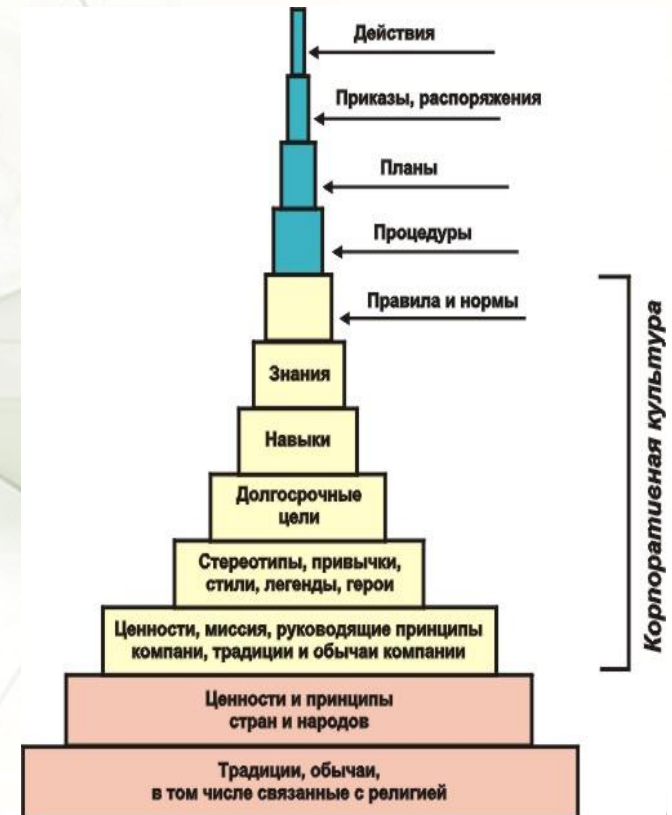 Действия
Приказы, распоряжения
Планы
Процедуры
Правила и нормы
Знания
Навыки
Долгосрочные
цели
Стереотипы, привычки,
стили, легенды, герои
Ценности, миссия, руководящие принципы
компани, традиции и обычаи компании
Ценности и принципы
стран и народов
Традиции, обычаи,
в том числе связанные с религией
Корпоративная культура